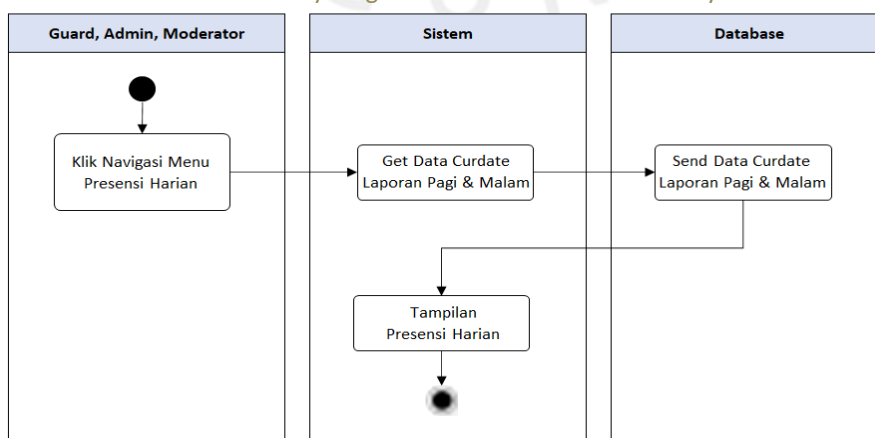 Guard, Admin, Moderator
Sistem
Database
Klik Navigasi Menu
Presensi Harian
Get Data Curdate
Laporan Pagi & Malam
Send Data Curdate
Laporan Pagi & Malam
Tampilan
Presensi Harian